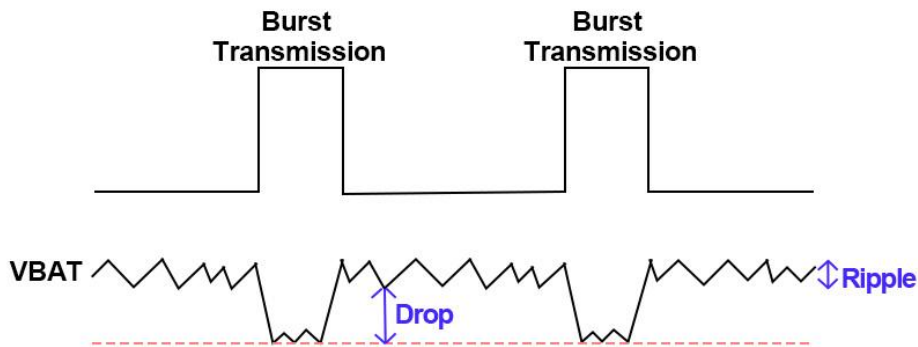 Burst
Transmission
Burst
Transmission
VBAT
Drop
Ripple